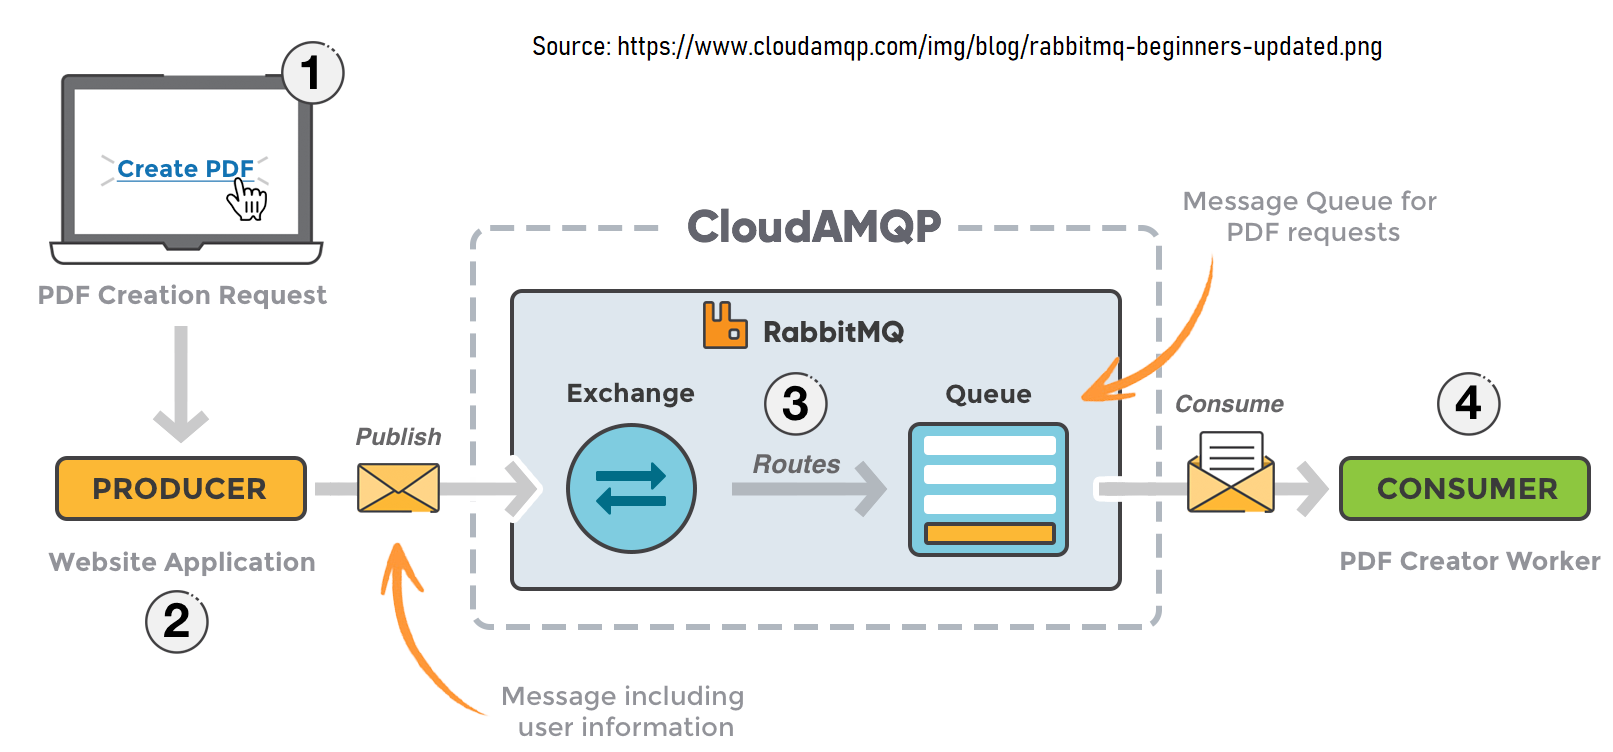 Source: https://www.cloudamqp.com/img/blog/rabbitmq-beginners-updated.png
1
Create PDF
PDF Creation Request
CloudAMQP
Message Queue for
PDF requests
RabbitMQ
Exchange
3
Queue
Routes
Publish
Consume
4
PRODUCER
CONSUMER
Website Application
2
PDF Creator Worker
Message including
user information